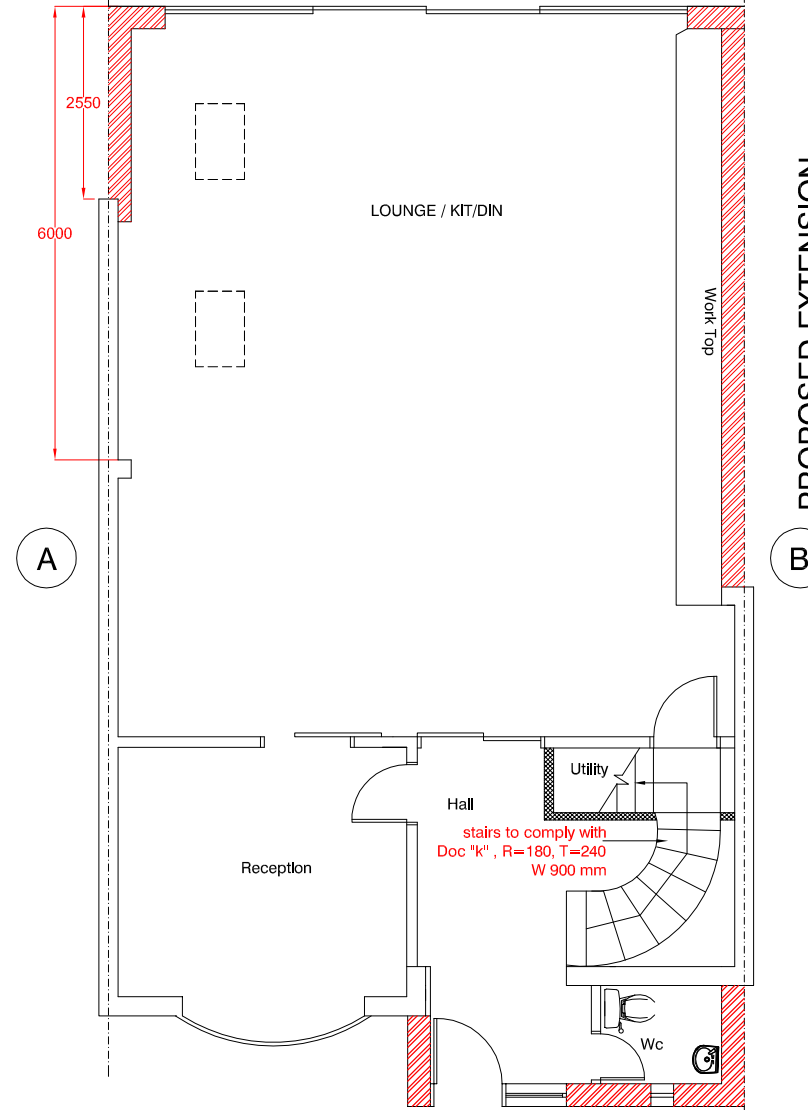 2550
6000
LOUNGE / KIT/DIN
Work Top
PROPOSED EXTENSION
A
B
Utility
Hall
stairs to comply with
Doc "k" , R=180, T=240
W 900 mm
Reception
Wc